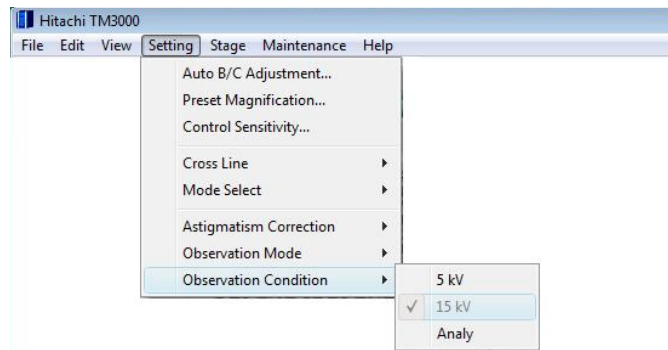 Hitachi TM3000
File Edit View Setting Stage Maintenance Help
Auto B/C Adjustment...
Preset Magnification...
Control Sensitivity...
Cross Line
Mode Select
Astigmatism Correction
Observation Mode
Observation Condition
5 kV
15 kV
Analy